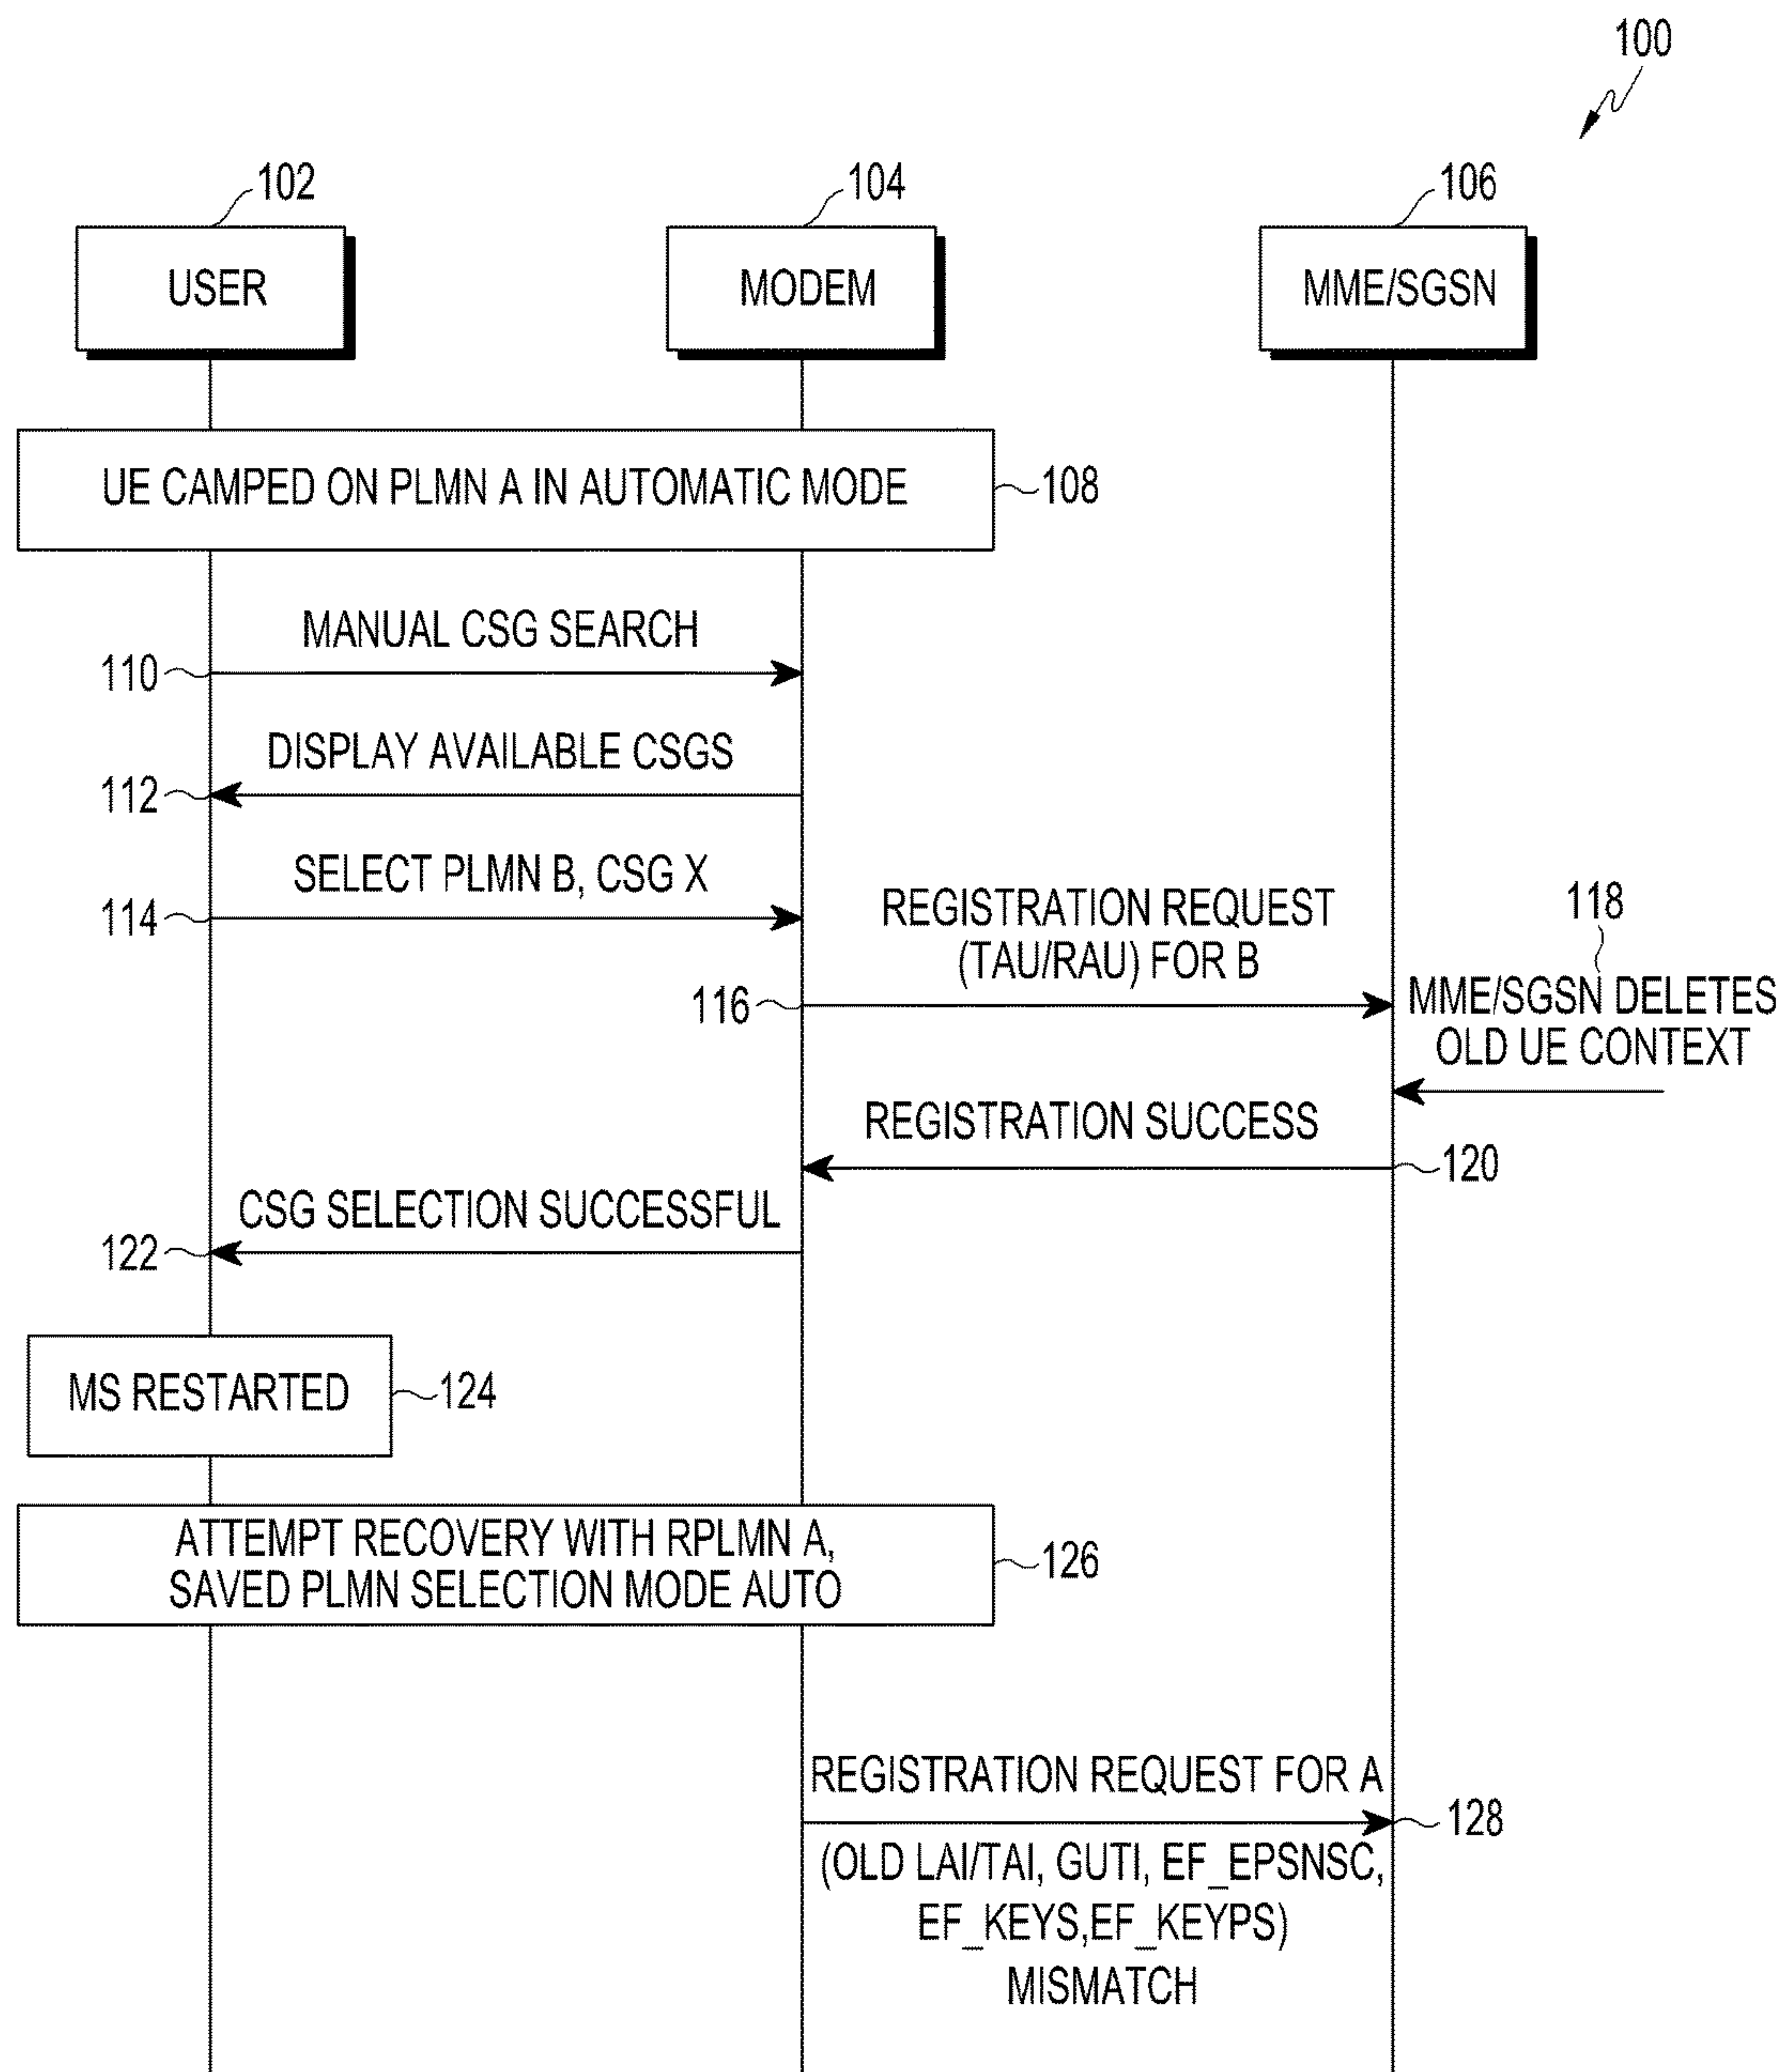 100
102
104
106
USER
MODEM
MME/SGSN
UE CAMPED ON PLMN A IN AUTOMATIC MODE
108
MANUAL CSG SEARCH
110
DISPLAY AVAILABLE CSGS
112
SELECT PLMN B, CSG X
114
REGISTRATION REQUEST
(TAU/RAU) FOR B
116
118
MME/SGSN DELETES
OLD UE CONTEXT
REGISTRATION SUCCESS
120
CSG SELECTION SUCCESSFUL
122
MS RESTARTED
124
ATTEMPT RECOVERY WITH RPLMN A,
SAVED PLMN SELECTION MODE AUTO
126
REGISTRATION REQUEST FOR A
128
(OLD LAI/TAI, GUTI, EF_EPSNSC,
EF_KEYS,EF_KEYPS)
MISMATCH